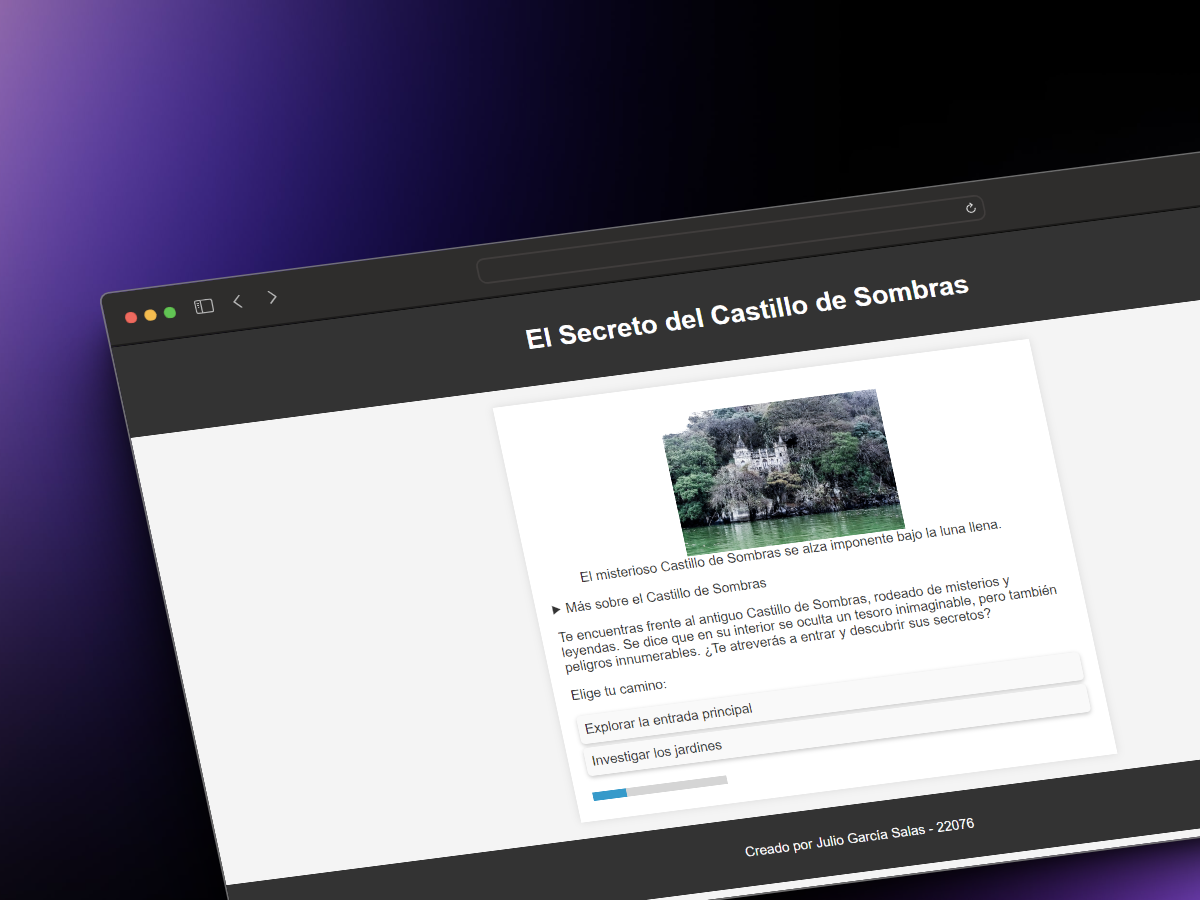 El Secreto del Castillo de Sombras
El misterioso Castillo de Sombras se alza imponente bajo la luna llena.
Más sobre el Castillo de Sombras
Te encuentras frente al antiguo Castillo de Sombras, rodeado de misterios y
leyendas. Se dice que en su interior se oculta un tesoro inimaginable, pero también
peligros innumerables. ¿Te atreverás a entrar y descubrir sus secretos?
Elige tu camino:
Explorar la entrada principal
Investigar los jardines
Creado por Julio García Salas - 22076